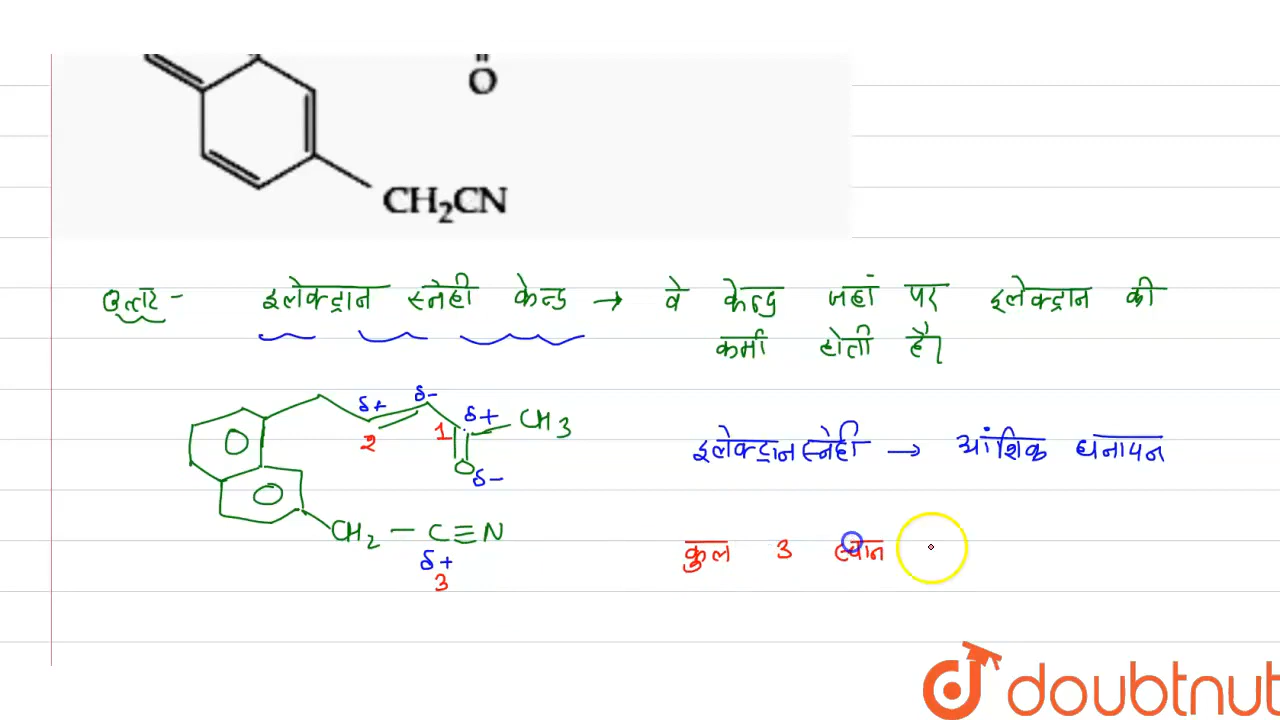 O
CH₂CN
उत्तर - इलेक्ट्रान स्नेही केन्द्र → वे केन्द्र जहां पर इलेक्ट्रान की
कमी होती है।
δ+ δ- δ+ CH3
2 1
O
δ-
इलेक्ट्रानस्नेही → आंशिक धनायन
CH₂ — C≡N
δ+
3
कुल 3 स्थान
doubtnut